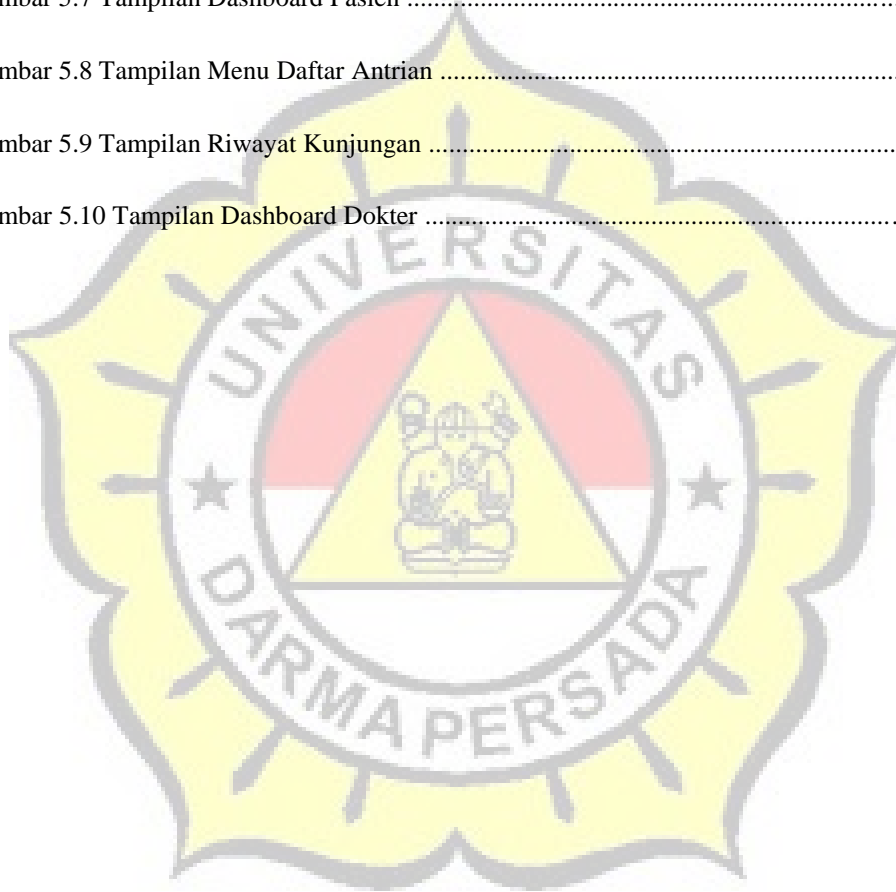 mbar 5.7 Tampilan Dashboard Pasien ..........................................................................
mbar 5.8 Tampilan Menu Daftar Antrian .....................................................................
mbar 5.9 Tampilan Riwayat Kunjungan .......................................................................
mbar 5.10 Tampilan Dashboard Dokter .......................................................................
UNIVERSITAS
DARMA PERSADA